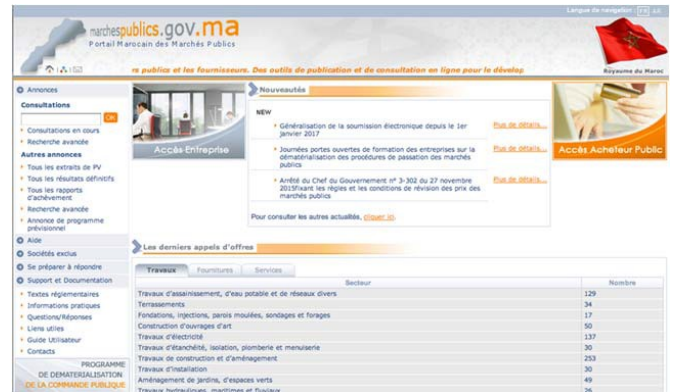 Langue de navigation : FR
marchespublics.gov.ma
Portail Marocain des Marchés Publics
rs publics et les fournisseurs. Des outils de publication et de consultation en ligne pour le dévelop
Royaume du Maroc
Annonces
Consultations
OK
Consultations en cours
Recherche avancée
Autres annonces
Tous les extraits de PV
Tous les résultats définitifs
Tous les rapports
d'achèvement
Recherche avancée
Annonce de programme
prévisionnel
Aide
Sociétés exclus
Se préparer à répondre
Support et Documentation
Textes réglementaires
Informations pratiques
Questions/Réponses
Liens utiles
Guide Utilisateur
Contacts
PROGRAMME
DE DEMATERIALISATION
DE LA COMMANDE PUBLIQUE
Accès Entreprise
Nouveautés
NEW
Généralisation de la soumission électronique depuis le 1er
janvier 2017
Plus de détails...
Journées portes ouvertes de formation des entreprises sur la
dématérialisation des procédures de passation des marchés
publics
Plus de détails...
Arrêté du Chef du Gouvernement n° 3-302 du 27 novembre
2015fixant les règles et les conditions de révision des prix des
marchés publics
Plus de détails...
Pour consulter les autres actualités, cliquer ici.
Accès Acheteur Public
Les derniers appels d'offres
Travaux Fournitures Services
Secteur Nombre
Travaux d'assainissement, d'eau potable et de réseaux divers 129
Terrassements 34
Fondations, injections, parois moulées, sondages et forages 17
Construction d'ouvrages d'art 50
Travaux d'électricité 137
Travaux d'étanchéité, isolation, plomberie et menuiserie 30
Travaux de construction et d'aménagement 253
Travaux d'installation 30
Aménagement de jardins, d'espaces verts 49
Travaux hydrauliques, maritimes et fluviaux 26